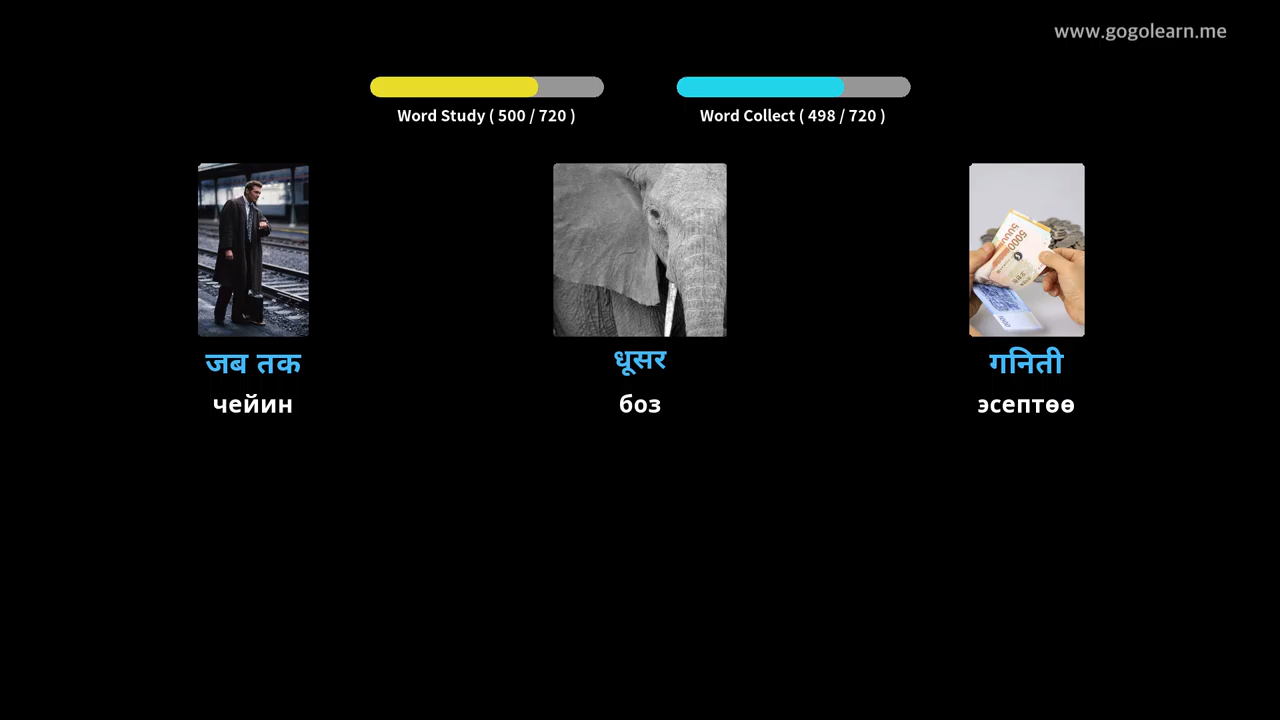 www.gogolearn.me
Word Study ( 500 / 720 )
Word Collect ( 498 / 720 )
जब तक
धूसर
गनिती
чейин
боз
эсептөө